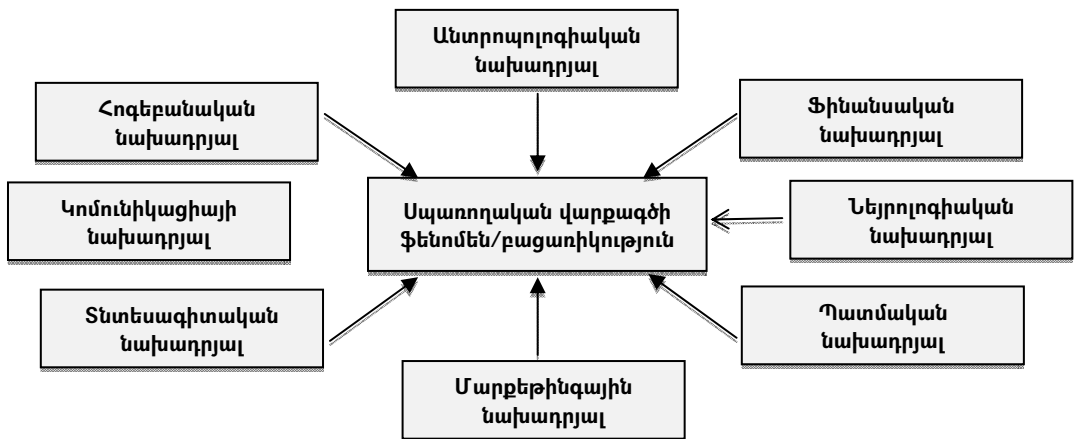 Անտրոպոլոգիական
նախադրյալ
Հոգեբանական
նախադրյալ
Ֆինանսական
նախադրյալ
Կոմունիկացիայի
նախադրյալ
Սպառողական վարքագծի
ֆենոմեն/բացառիկություն
Նեյրոլոգիական
նախադրյալ
Տնտեսագիտական
նախադրյալ
Պատմական
նախադրյալ
Մարքեթինգային
նախադրյալ